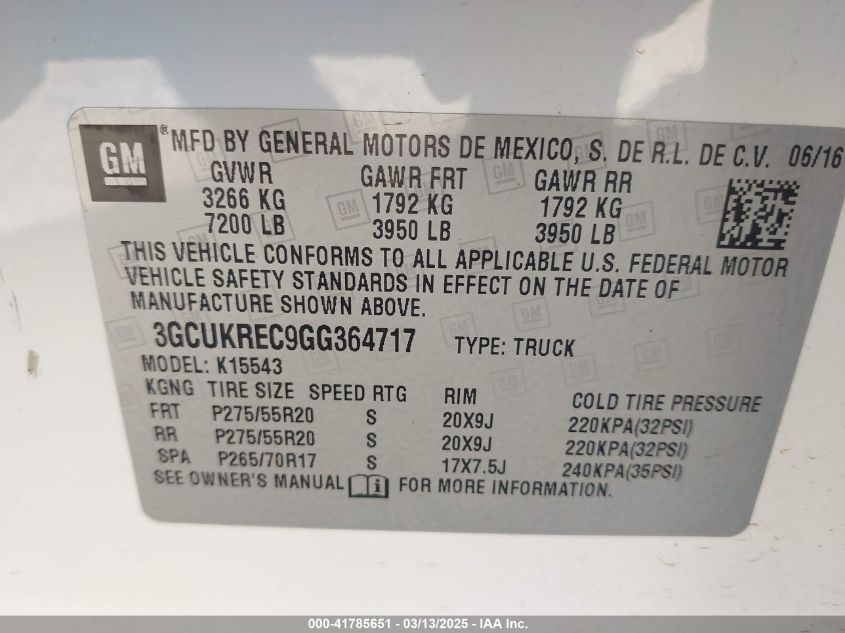 GM ® MFD BY GENERAL MOTORS DE MEXICO, S. DE R.L. DE C.V. 06/16
GVWR GAWR FRT GAWR RR
3266 KG 1792 KG 1792 KG
7200 LB 3950 LB 3950 LB
THIS VEHICLE CONFORMS TO ALL APPLICABLE U.S. FEDERAL MOTOR
VEHICLE SAFETY STANDARDS IN EFFECT ON THE DATE OF
MANUFACTURE SHOWN ABOVE.
3GCUKREC9GG364717 TYPE: TRUCK
MODEL: K15543
KGNG TIRE SIZE SPEED RTG RIM COLD TIRE PRESSURE
FRT P275/55R20 S 20X9J 220KPA(32PSI)
RR P275/55R20 S 20X9J 220KPA(32PSI)
SPA P265/70R17 S 17X7.5J 240KPA(35PSI)
SEE OWNER'S MANUAL FOR MORE INFORMATION.
000-41785651 / 03/13/2025 - IAA Inc.